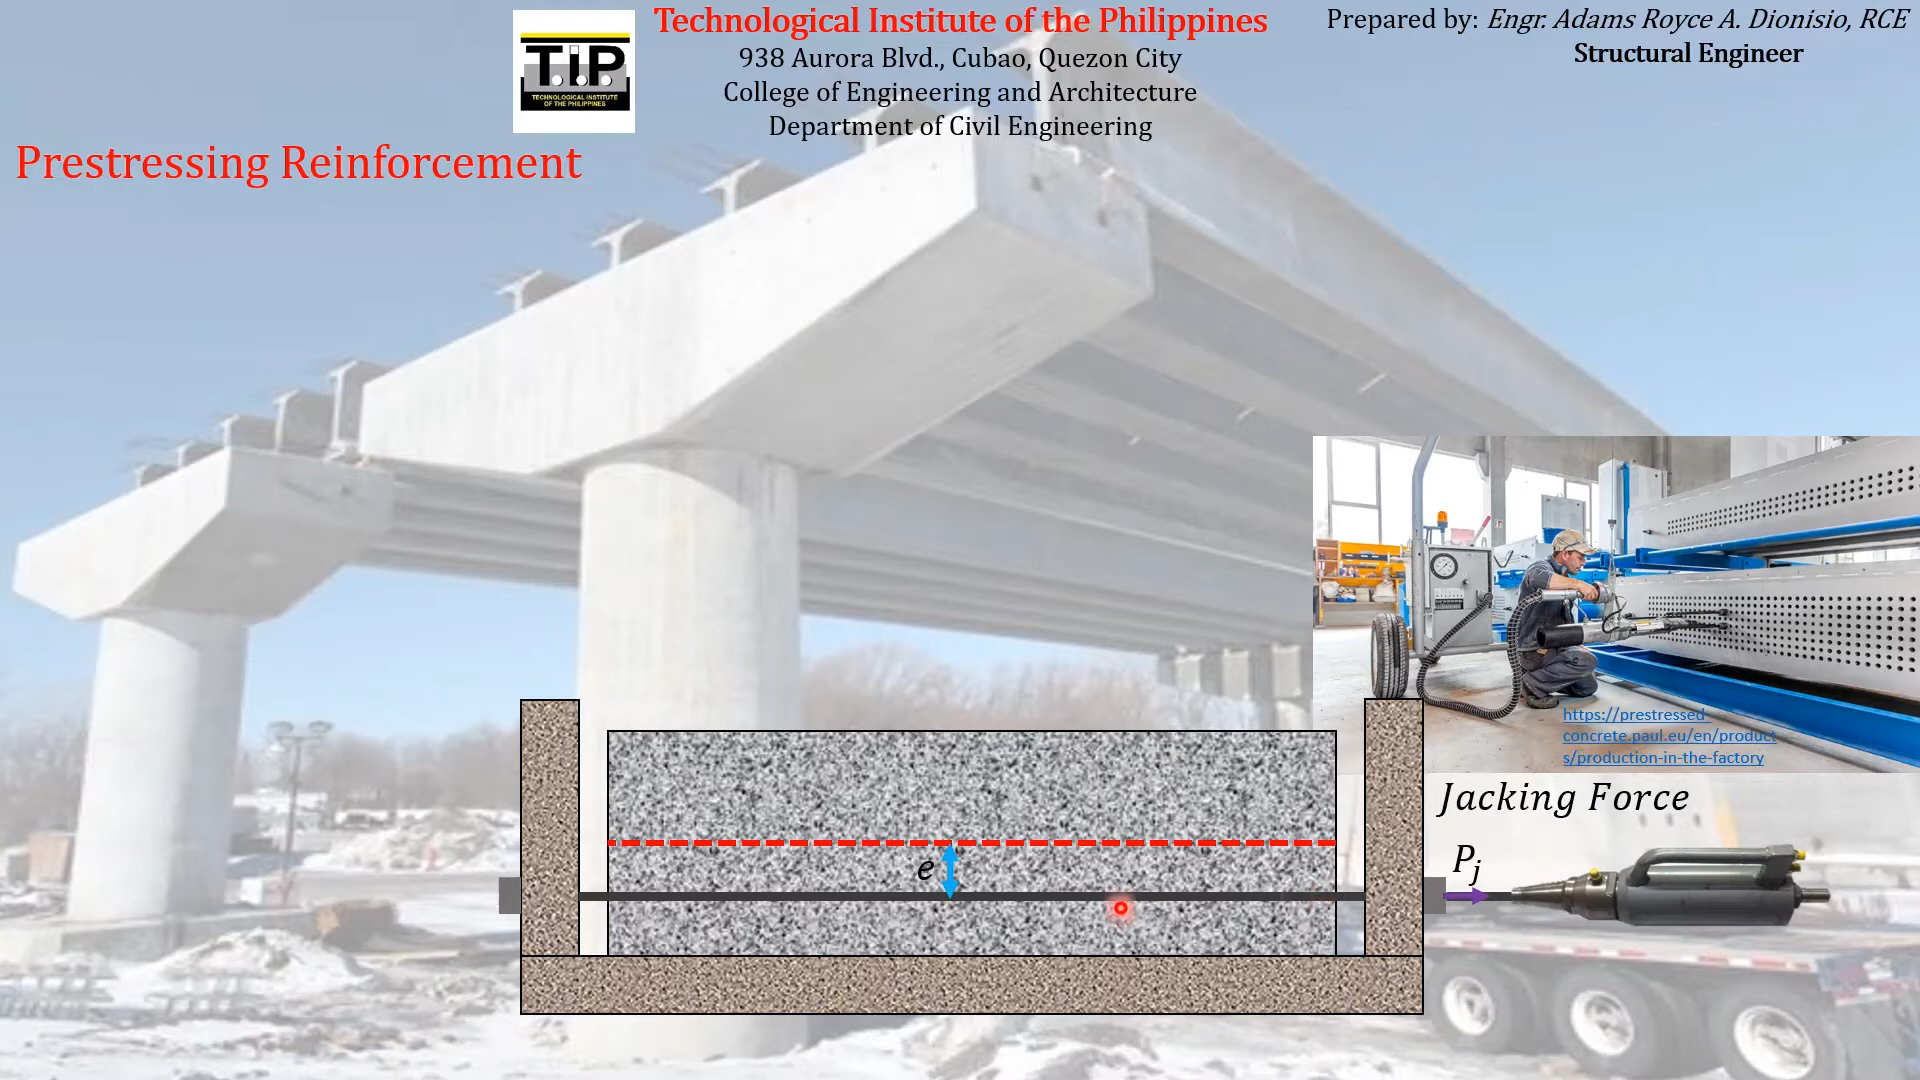 T.I.P
TECHNOLOGICAL INSTITUTE
OF THE PHILIPPINES
Technological Institute of the Philippines
938 Aurora Blvd., Cubao, Quezon City
College of Engineering and Architecture
Department of Civil Engineering
Prepared by: Engr. Adams Royce A. Dionisio, RCE
Structural Engineer
Prestressing Reinforcement
https://prestressed-
concrete.paul.eu/en/product
s/production-in-the-factory
Jacking Force
Pj
e